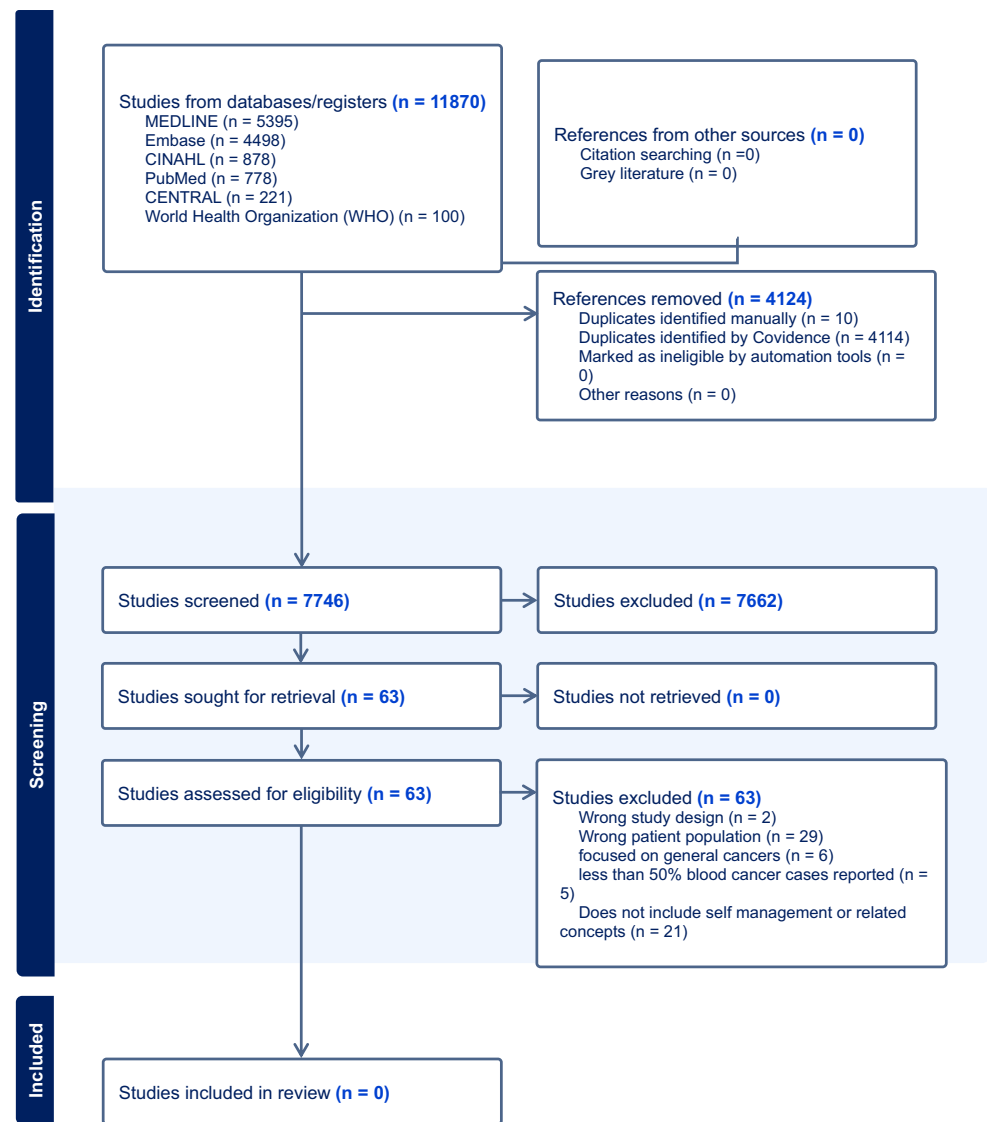 Identification
Studies from databases/registers (n = 11870)
MEDLINE (n = 5395)
Embase (n = 4498)
CINAHL (n = 878)
PubMed (n = 778)
CENTRAL (n = 221)
World Health Organization (WHO) (n = 100)
References from other sources (n = 0)
Citation searching (n =0)
Grey literature (n = 0)
References removed (n = 4124)
Duplicates identified manually (n = 10)
Duplicates identified by Covidence (n = 4114)
Marked as ineligible by automation tools (n =
0)
Other reasons (n = 0)
Screening
Studies screened (n = 7746)
Studies excluded (n = 7662)
Studies sought for retrieval (n = 63)
Studies not retrieved (n = 0)
Studies assessed for eligibility (n = 63)
Studies excluded (n = 63)
Wrong study design (n = 2)
Wrong patient population (n = 29)
focused on general cancers (n = 6)
less than 50% blood cancer cases reported (n =
5)
Does not include self management or related
concepts (n = 21)
Included
Studies included in review (n = 0)